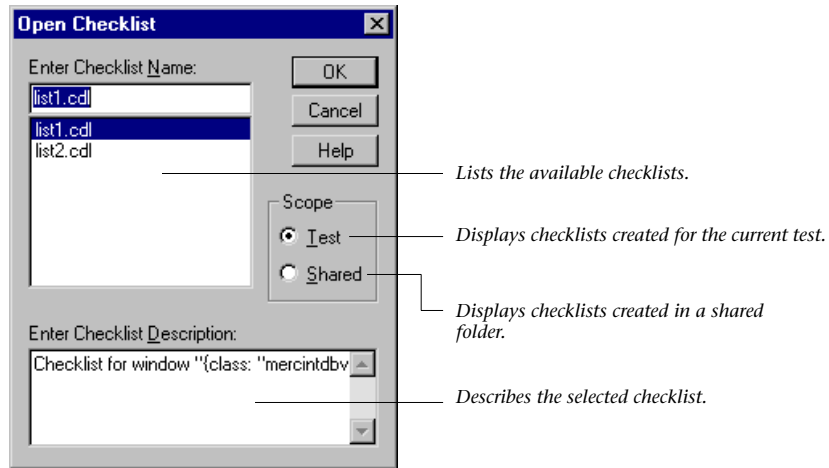 Open Checklist
Enter Checklist Name:
list1.cdl
list1.cdl
list2.cdl
OK
Cancel
Help
Scope
Test
Shared
Enter Checklist Description:
Checklist for window "{class: "mercintdbv
Lists the available checklists.
Displays checklists created for the current test.
Displays checklists created in a shared
folder.
Describes the selected checklist.